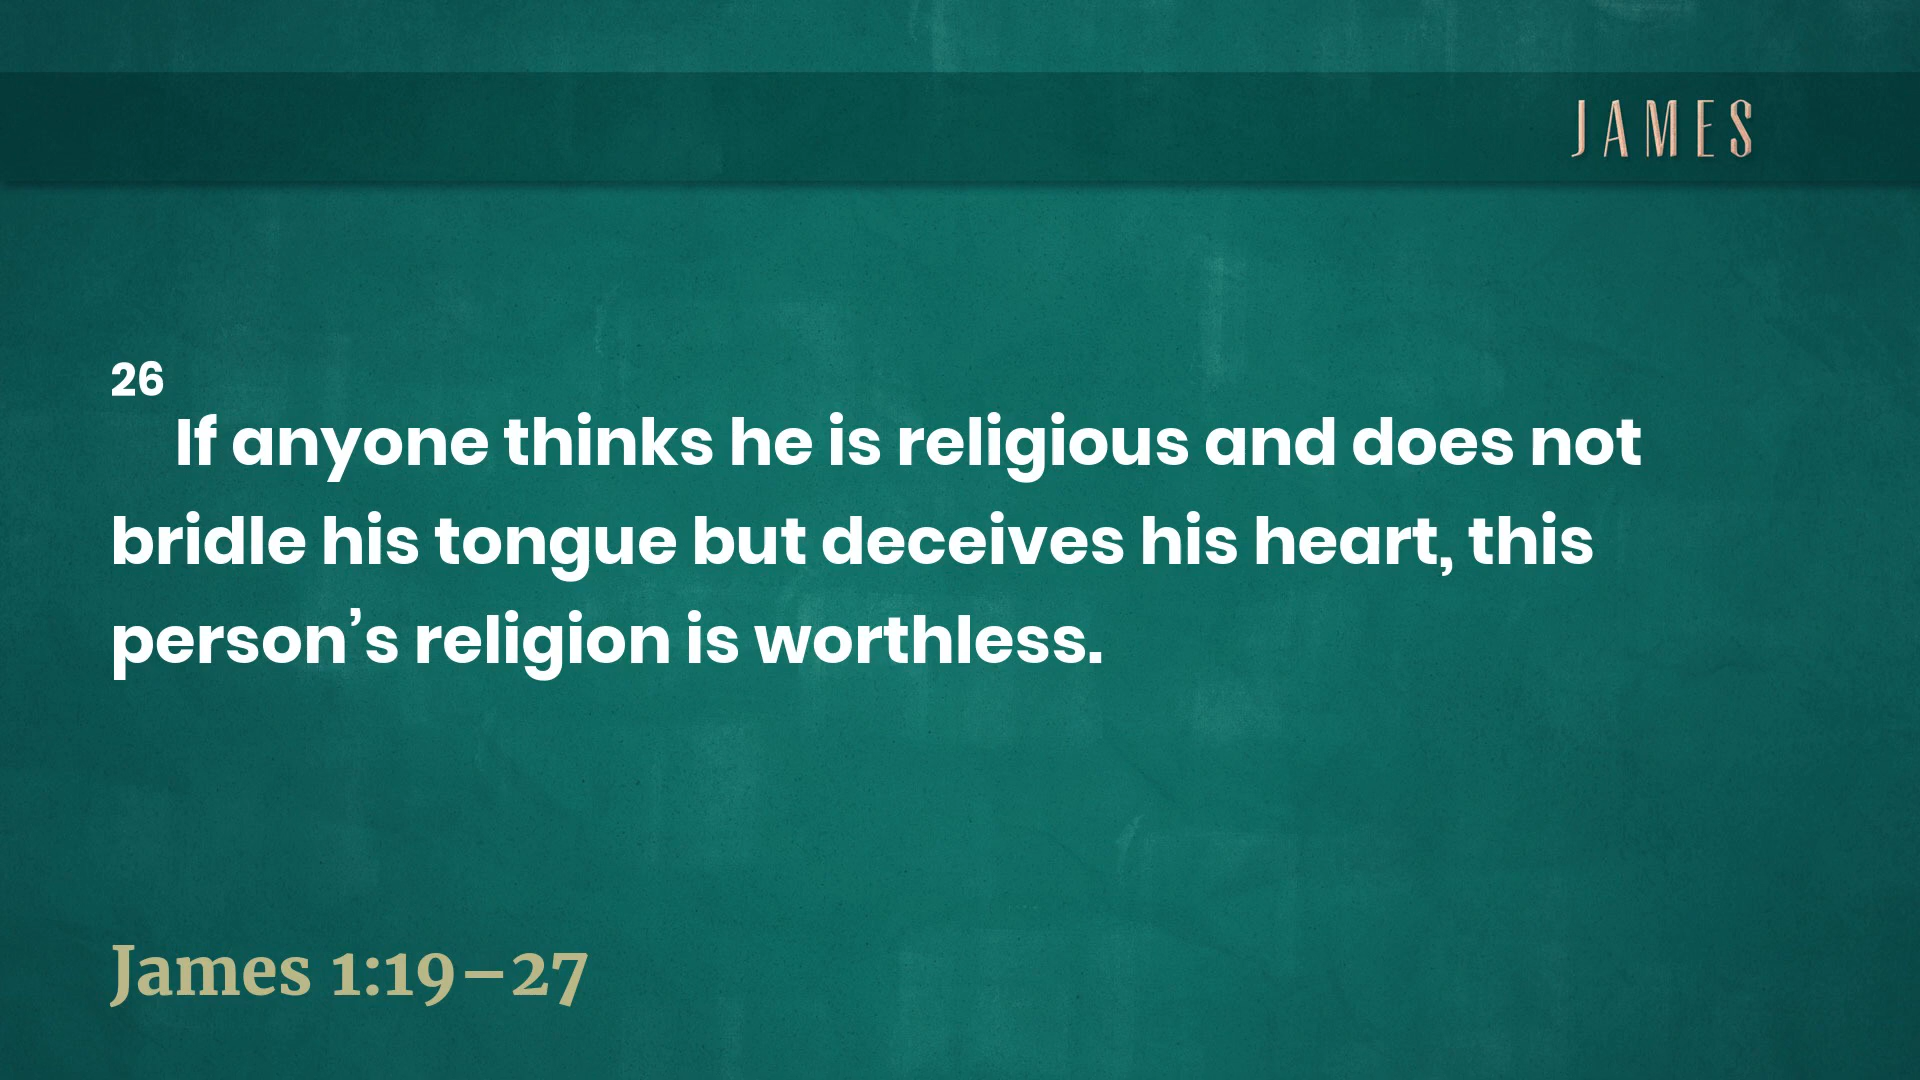 JAMES
26
If anyone thinks he is religious and does not
bridle his tongue but deceives his heart, this
person’s religion is worthless.
James 1:19–27